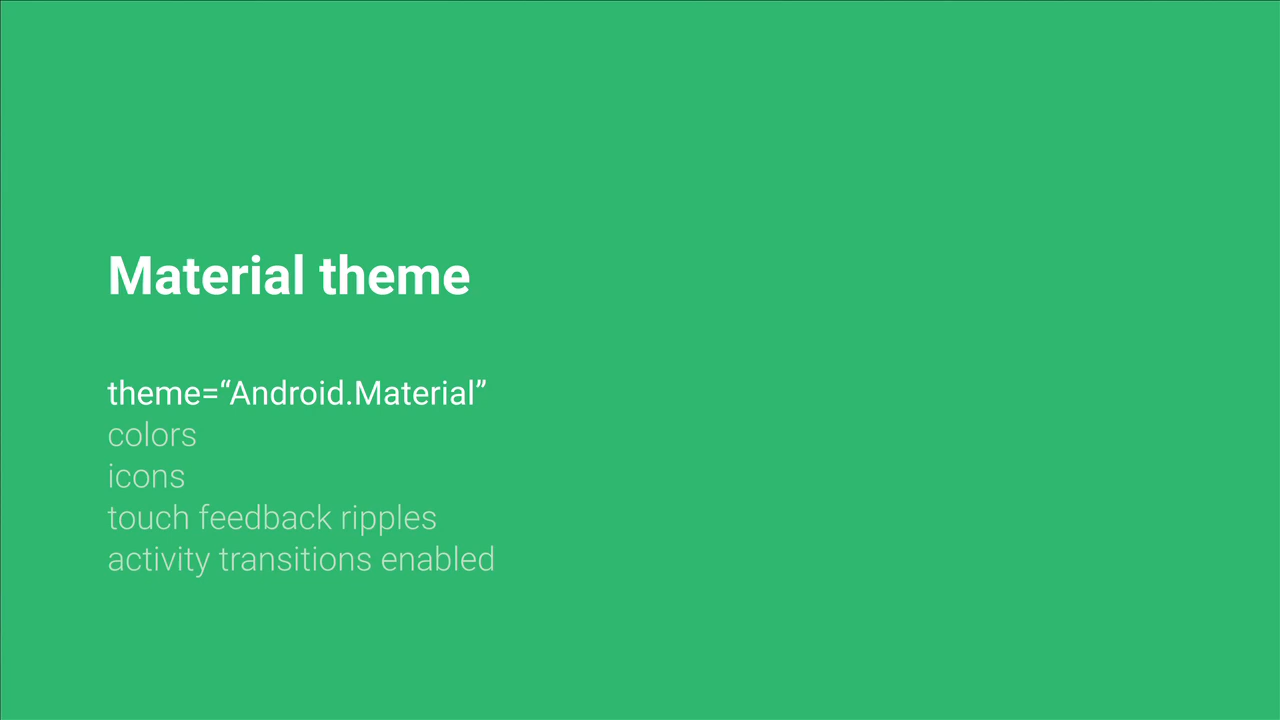 Material theme
theme=“Android.Material”
colors
icons
touch feedback ripples
activity transitions enabled